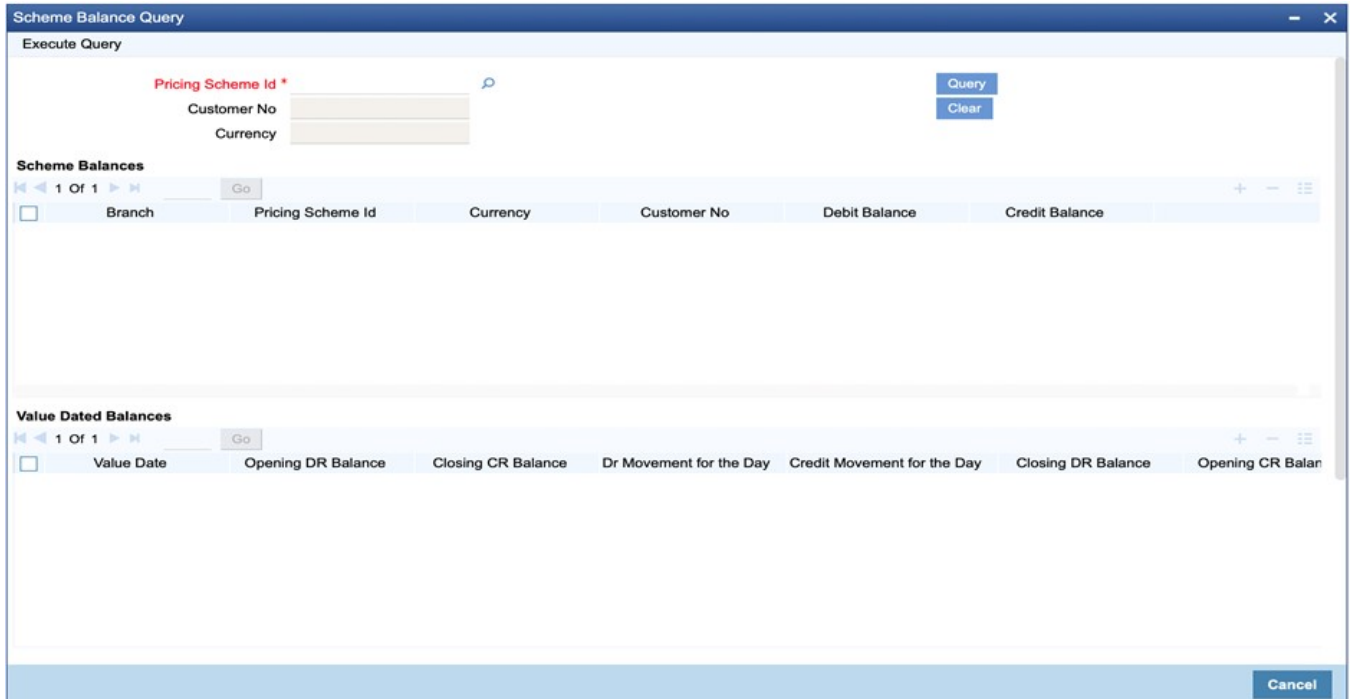 Scheme Balance Query
Execute Query
Pricing Scheme Id *
Query
Customer No
Clear
Currency
Scheme Balances
1 Of 1 Go
Branch Pricing Scheme Id Currency Customer No Debit Balance Credit Balance
Value Dated Balances
1 Of 1 Go
Value Date Opening DR Balance Closing CR Balance Dr Movement for the Day Credit Movement for the Day Closing DR Balance Opening CR Balan
Cancel